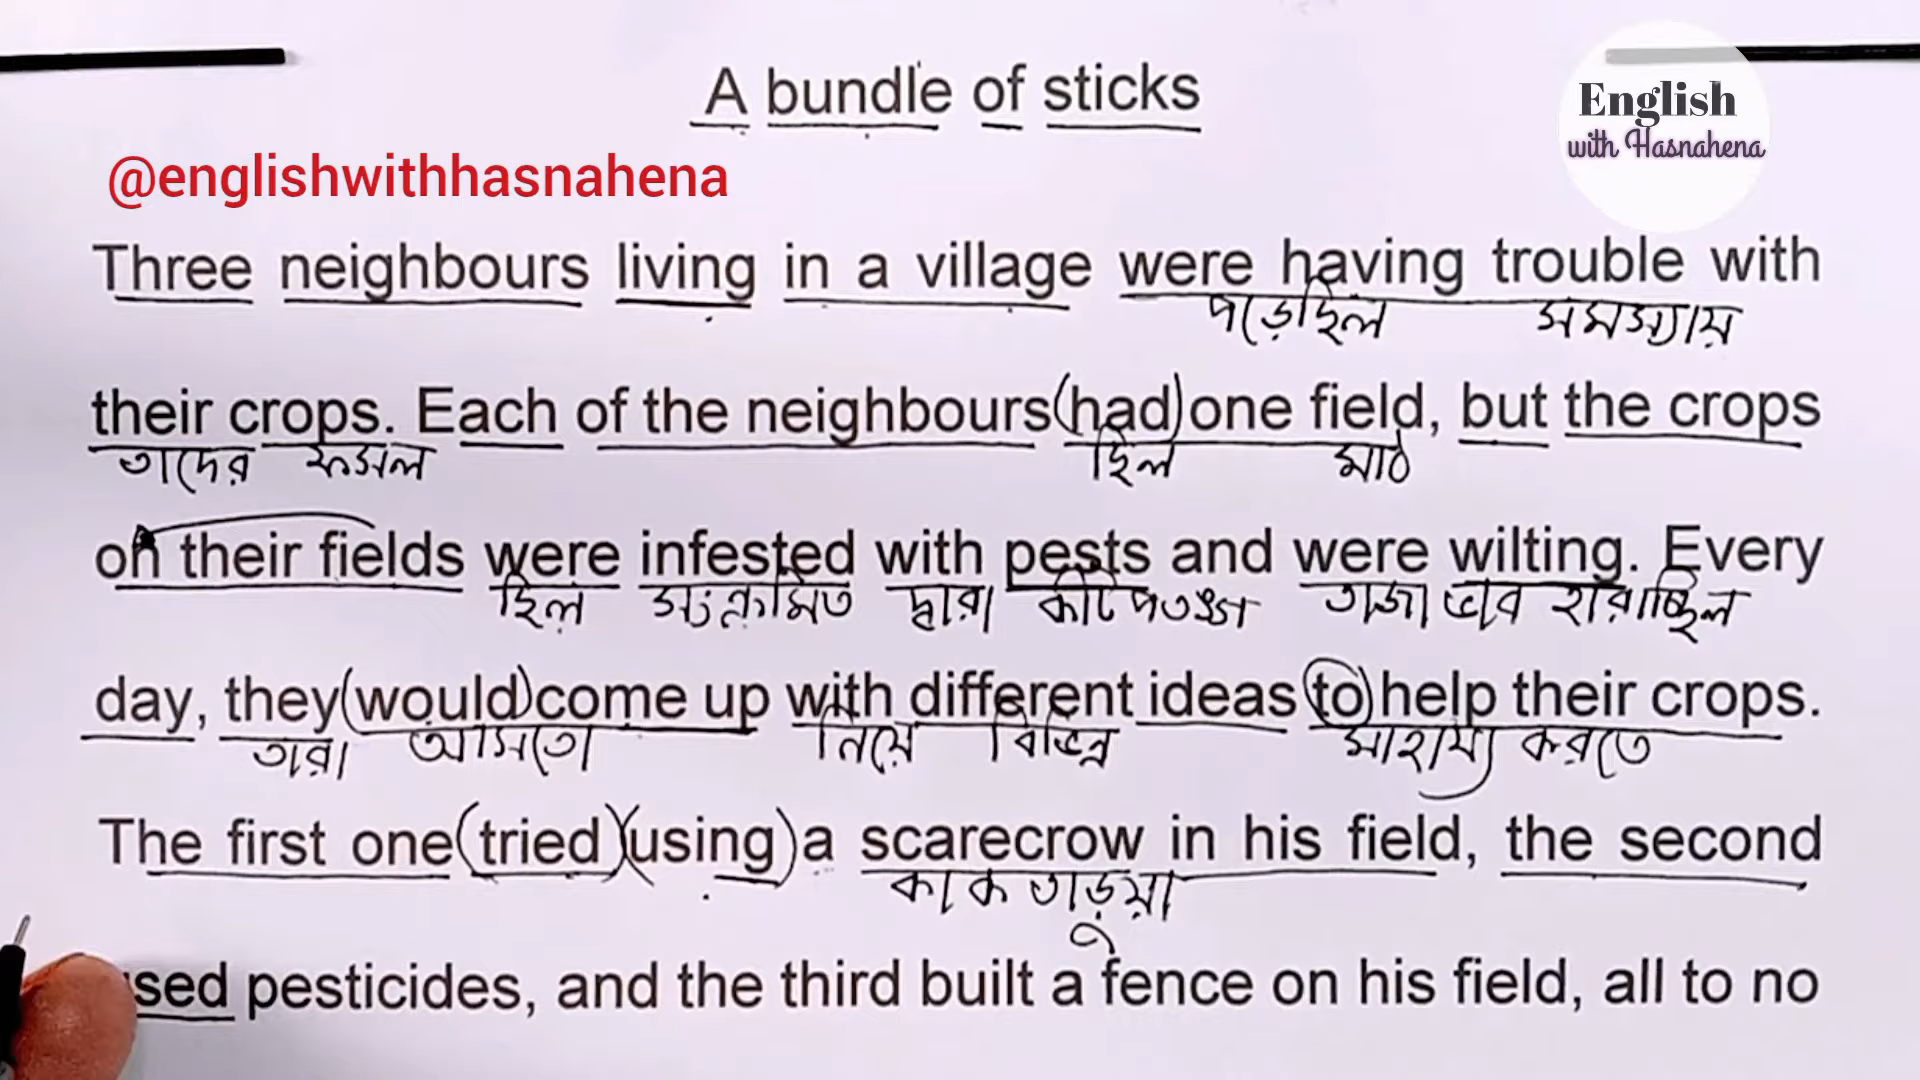 A bundle of sticks
English
with Hasnahena
@englishwithhasnahena
Three neighbours living in a village were having trouble with
পড়েছিল সমস্যায়
their crops. Each of the neighbours (had) one field, but the crops
তাদের ফসল ছিল মাঠ
on their fields were infested with pests and were wilting. Every
ছিল সংক্রমিত দ্বারা কীটপতঙ্গ তাজা ভাব হারাচ্ছিল
day, they (would) come up with different ideas (to) help their crops.
তারা আসতো নিয়ে বিভিন্ন সাহায্য করতে
The first one (tried) (using) a scarecrow in his field, the second
কাকতাড়ুয়া
sed pesticides, and the third built a fence on his field, all to no